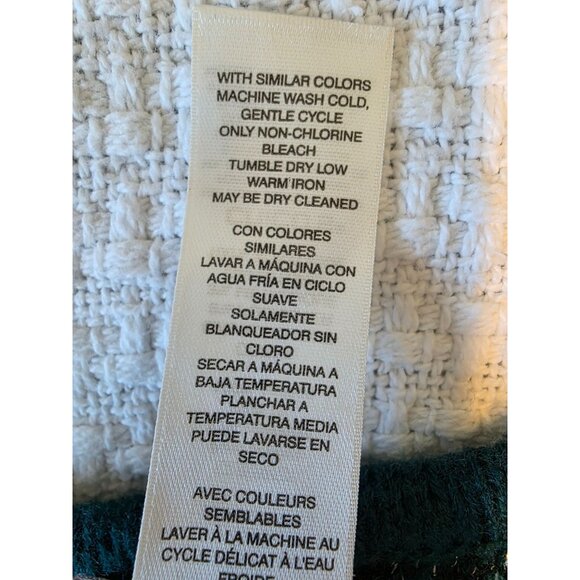 WITH SIMILAR COLORS
MACHINE WASH COLD,
GENTLE CYCLE
ONLY NON-CHLORINE
BLEACH
TUMBLE DRY LOW
WARM IRON
MAY BE DRY CLEANED
CON COLORES
SIMILARES
LAVAR A MÁQUINA CON
AGUA FRÍA EN CICLO
SUAVE
SOLAMENTE
BLANQUEADOR SIN
CLORO
SECAR A MÁQUINA A
BAJA TEMPERATURA
PLANCHAR A
TEMPERATURA MEDIA
PUEDE LAVARSE EN
SECO
AVEC COULEURS
SEMBLABLES
LAVER À LA MACHINE AU
CYCLE DÉLICAT À L'EAU
FROIDE